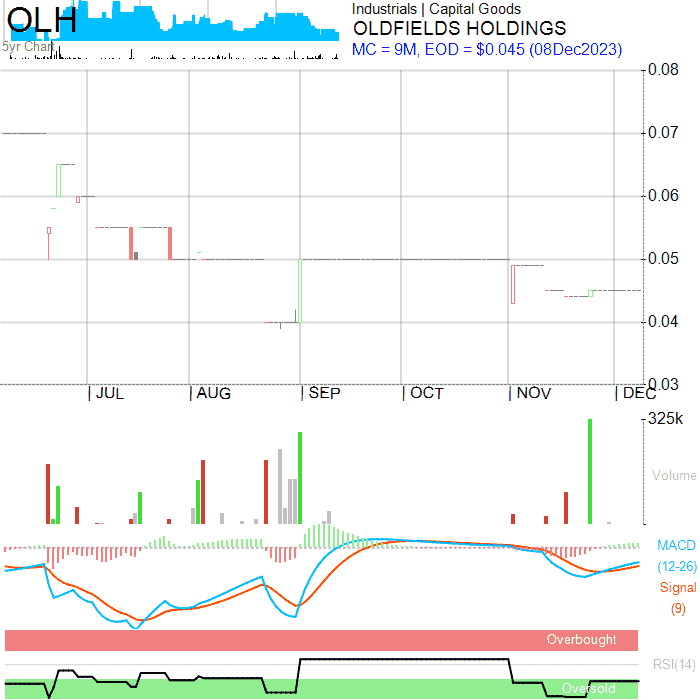 OLH
5yr Chart
Industrials | Capital Goods
OLDFIELDS HOLDINGS
MC = 9M, EOD = $0.045 (08Dec2023)
0.08
0.07
0.06
0.05
0.04
0.03
JUL AUG SEP OCT NOV DEC
325k
Volume
MACD
(12-26)
Signal
(9)
Overbought
RSI(14)
Oversold